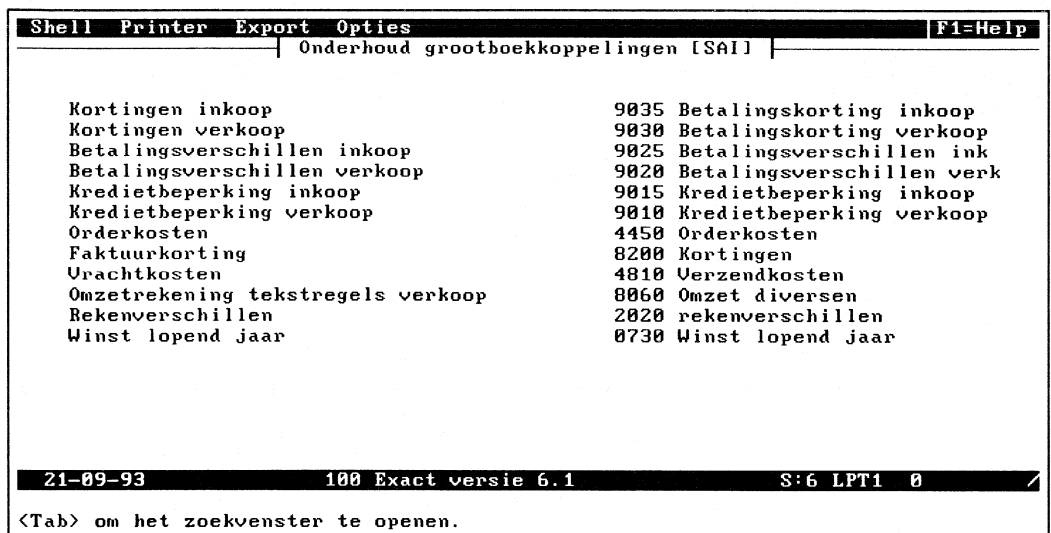 Shell Printer Export Opties F1=Help
Onderhoud grootboekkoppelingen [SAI]
Kortingen inkoop 9035 Betalingskorting inkoop
Kortingen verkoop 9030 Betalingskorting verkoop
Betalingsverschillen inkoop 9025 Betalingsverschillen ink
Betalingsverschillen verkoop 9020 Betalingsverschillen verk
Kredietbeperking inkoop 9015 Kredietbeperking inkoop
Kredietbeperking verkoop 9010 Kredietbeperking verkoop
Orderkosten 4450 Orderkosten
Faktuurkorting 8200 Kortingen
Vrachtkosten 4810 Verzendkosten
Omzetrekening tekstregels verkoop 8060 Omzet diversen
Rekenverschillen 2020 rekenverschillen
Winst lopend jaar 0730 Winst lopend jaar
21-09-93 100 Exact versie 6.1 S:6 LPT1 0 /
<Tab> om het zoekvenster te openen.